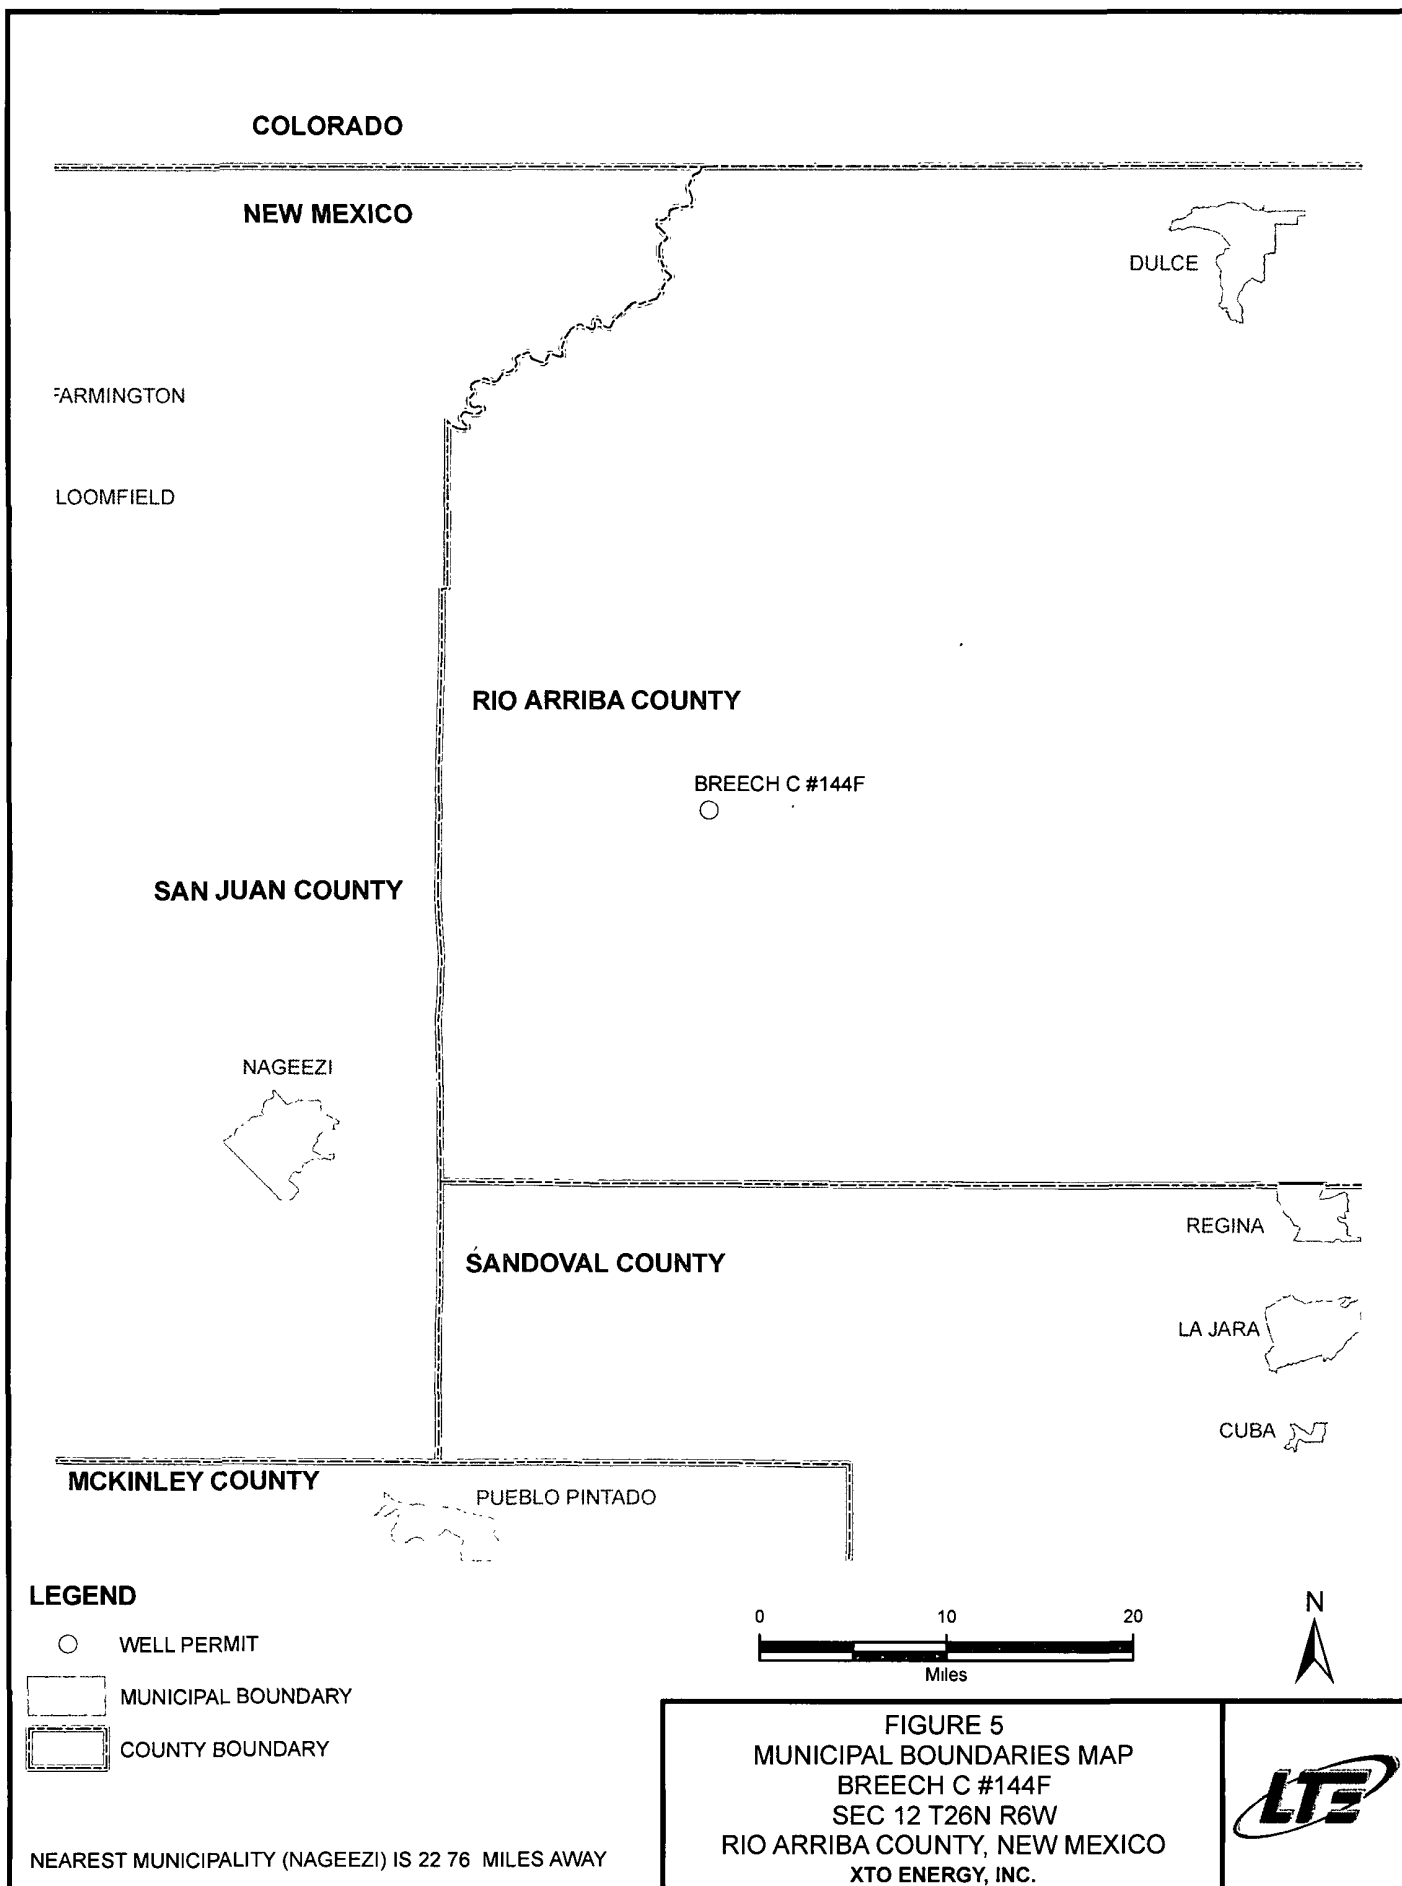 COLORADO
NEW MEXICO
DULCE
FARMINGTON
LOOMFIELD
RIO ARRIBA COUNTY
BREECH C #144F
SAN JUAN COUNTY
NAGEEZI
REGINA
SANDOVAL COUNTY
LA JARA
CUBA
MCKINLEY COUNTY
PUEBLO PINTADO
LEGEND
WELL PERMIT
MUNICIPAL BOUNDARY
COUNTY BOUNDARY
0 10 20
Miles
N
NEAREST MUNICIPALITY (NAGEEZI) IS 22 76 MILES AWAY
FIGURE 5
MUNICIPAL BOUNDARIES MAP
BREECH C #144F
SEC 12 T26N R6W
RIO ARRIBA COUNTY, NEW MEXICO
XTO ENERGY, INC.
LTE